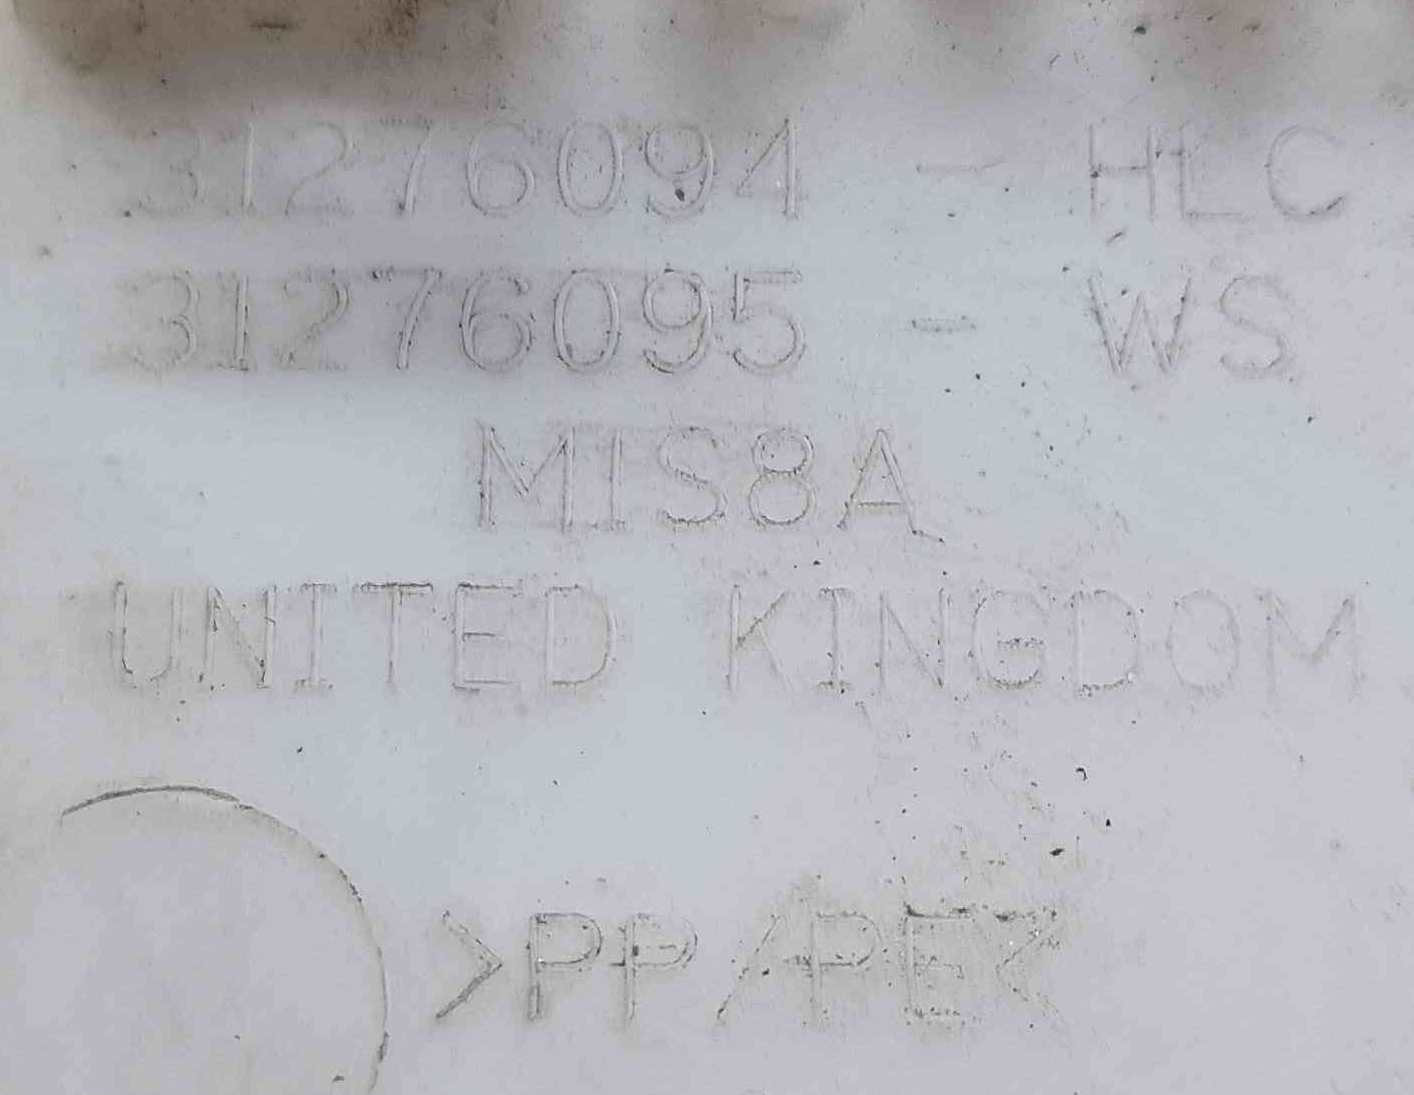 31276094 - HLC
31276095 - WS
MIS8A
UNITED KINGDOM
>PP/PE<